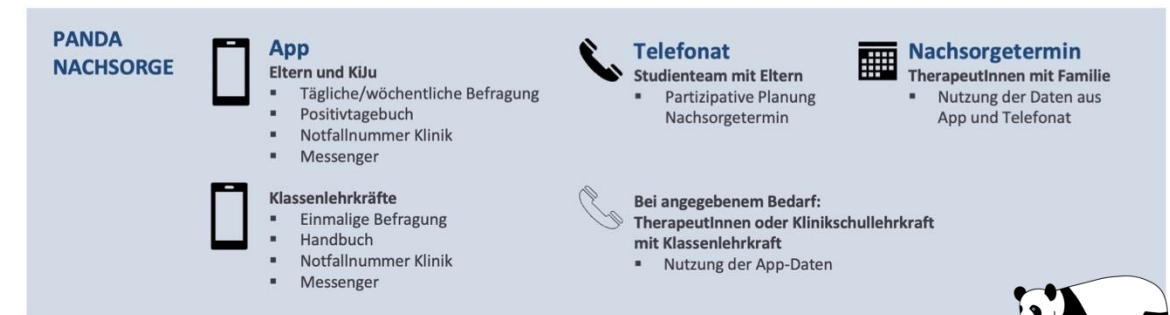 PANDA
NACHSORGE
App
Eltern und KiJu
▪ Tägliche/wöchentliche Befragung
▪ Positivtagebuch
▪ Notfallnummer Klinik
▪ Messenger
Telefonat
Studienteam mit Eltern
▪ Partizipative Planung
Nachsorgetermin
Nachsorgetermin
TherapeutInnen mit Familie
▪ Nutzung der Daten aus
App und Telefonat
Klassenlehrkräfte
▪ Einmalige Befragung
▪ Handbuch
▪ Notfallnummer Klinik
▪ Messenger
Bei angegebenem Bedarf:
TherapeutInnen oder Klinikschullehrkraft
mit Klassenlehrkraft
▪ Nutzung der App-Daten